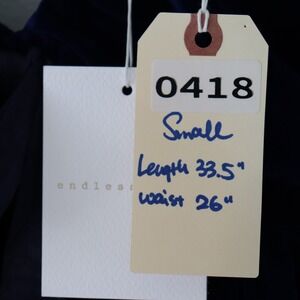 0418
Small
Length 33.5"
waist 26"
endless